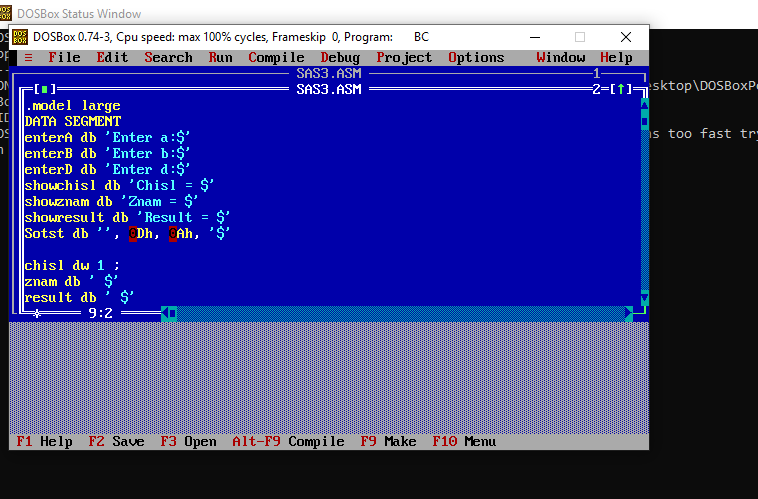 DOSBox Status Window
DOSBox 0.74-3, Cpu speed: max 100% cycles, Frameskip 0, Program: BC
≡ File Edit Search Run Compile Debug Project Options Window Help
SAS3.ASM 1
[■] SAS3.ASM 2=[↑]
.model large
DATA SEGMENT
enterA db 'Enter a:$'
enterB db 'Enter b:$'
enterD db 'Enter d:$'
showchisl db 'Chisl = $'
showznam db 'Znam = $'
showresult db 'Result = $'
Sotst db '', 0Dh, 0Ah, '$'
chisl dw 1 ;
znam db ' $'
result db ' $'
* 9:2
sktop\DOSBoxPo
s too fast try
F1 Help F2 Save F3 Open Alt-F9 Compile F9 Make F10 Menu